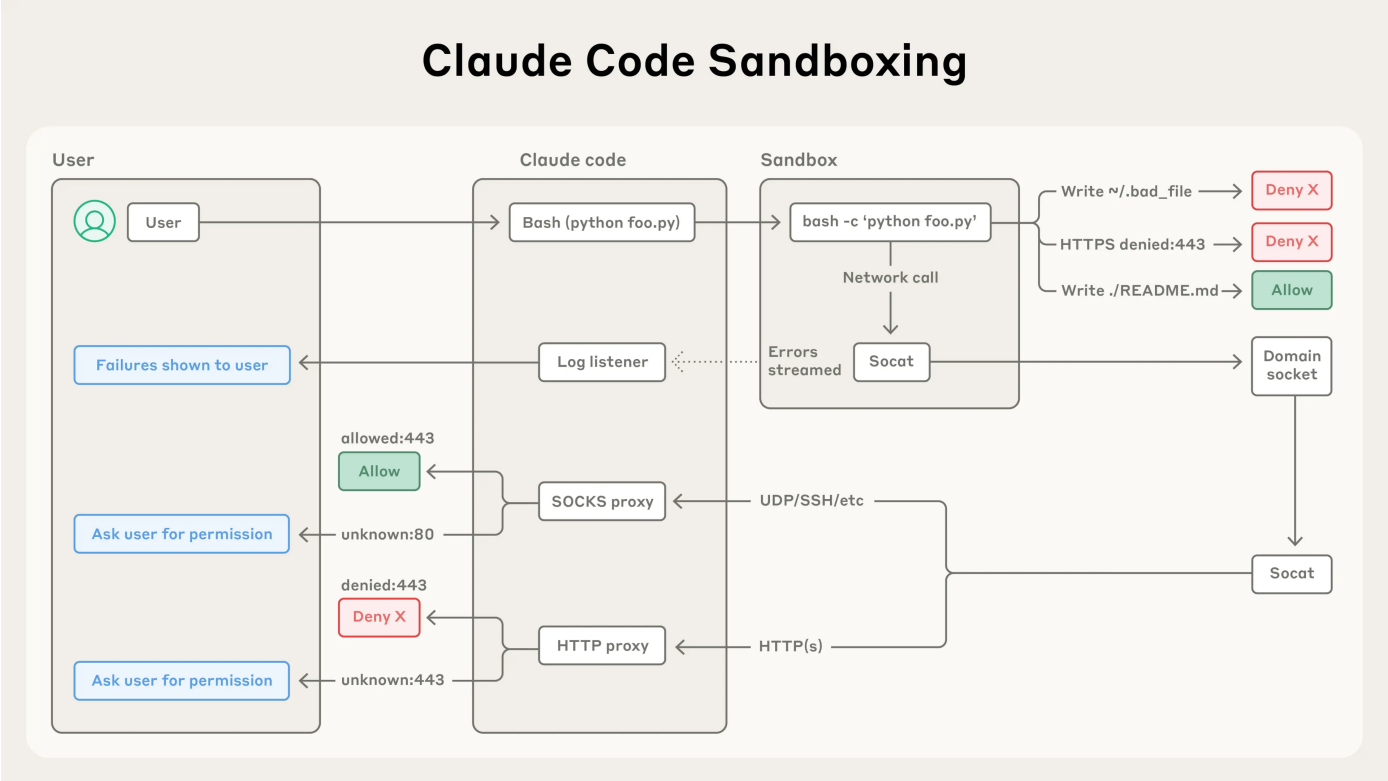 Claude Code Sandboxing
User
Claude code
Sandbox
User
Bash (python foo.py)
bash -c ‘python foo.py’
Write ~/.bad_file
Deny X
HTTPS denied:443
Deny X
Write ./README.md
Allow
Network call
Failures shown to user
Log listener
Errors
streamed
Socat
Domain
socket
allowed:443
Allow
SOCKS proxy
UDP/SSH/etc
Ask user for permission
unknown:80
Socat
denied:443
Deny X
HTTP proxy
HTTP(s)
Ask user for permission
unknown:443